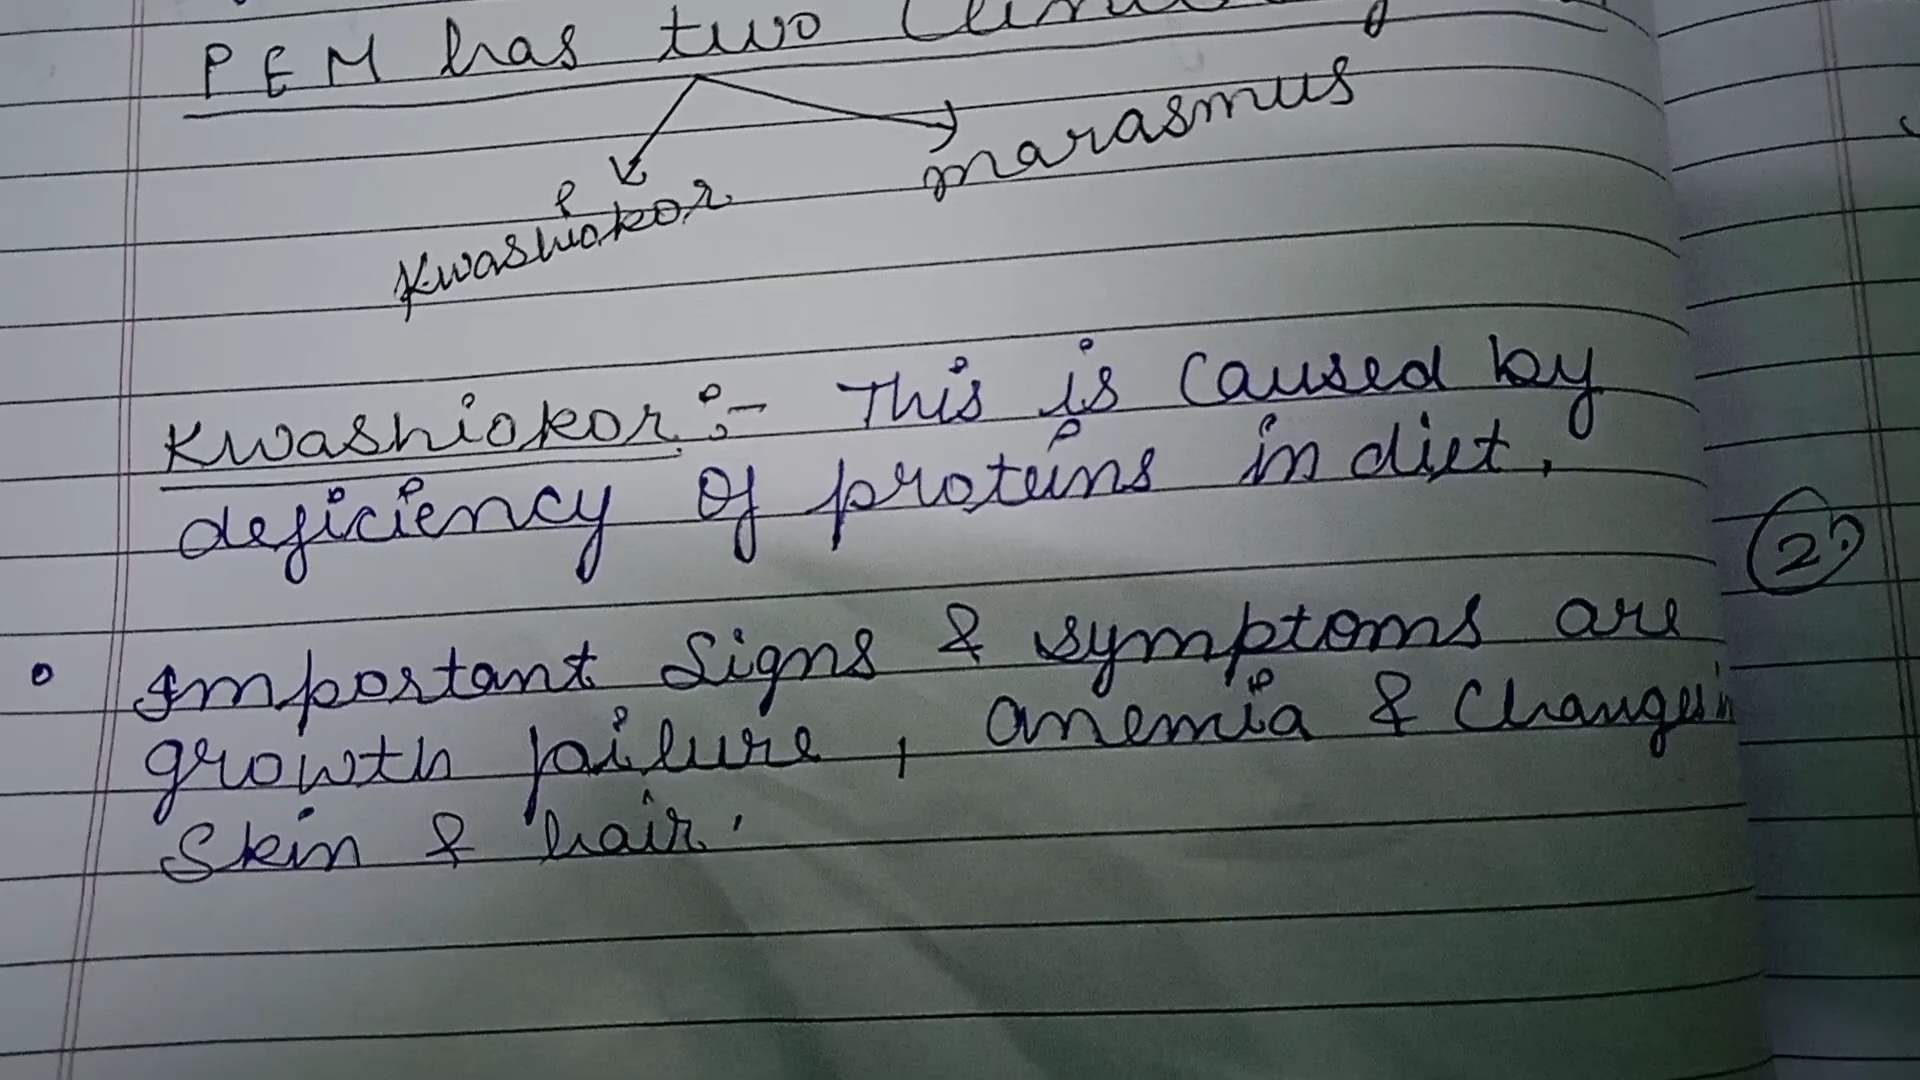 PEM has two
Kwashiokor marasmus
Kwashiokor :- This is caused by
deficiency of proteins in diet.
• Important Signs & symptoms are
growth failure, anemia & Changes in
Skin & hair.
2